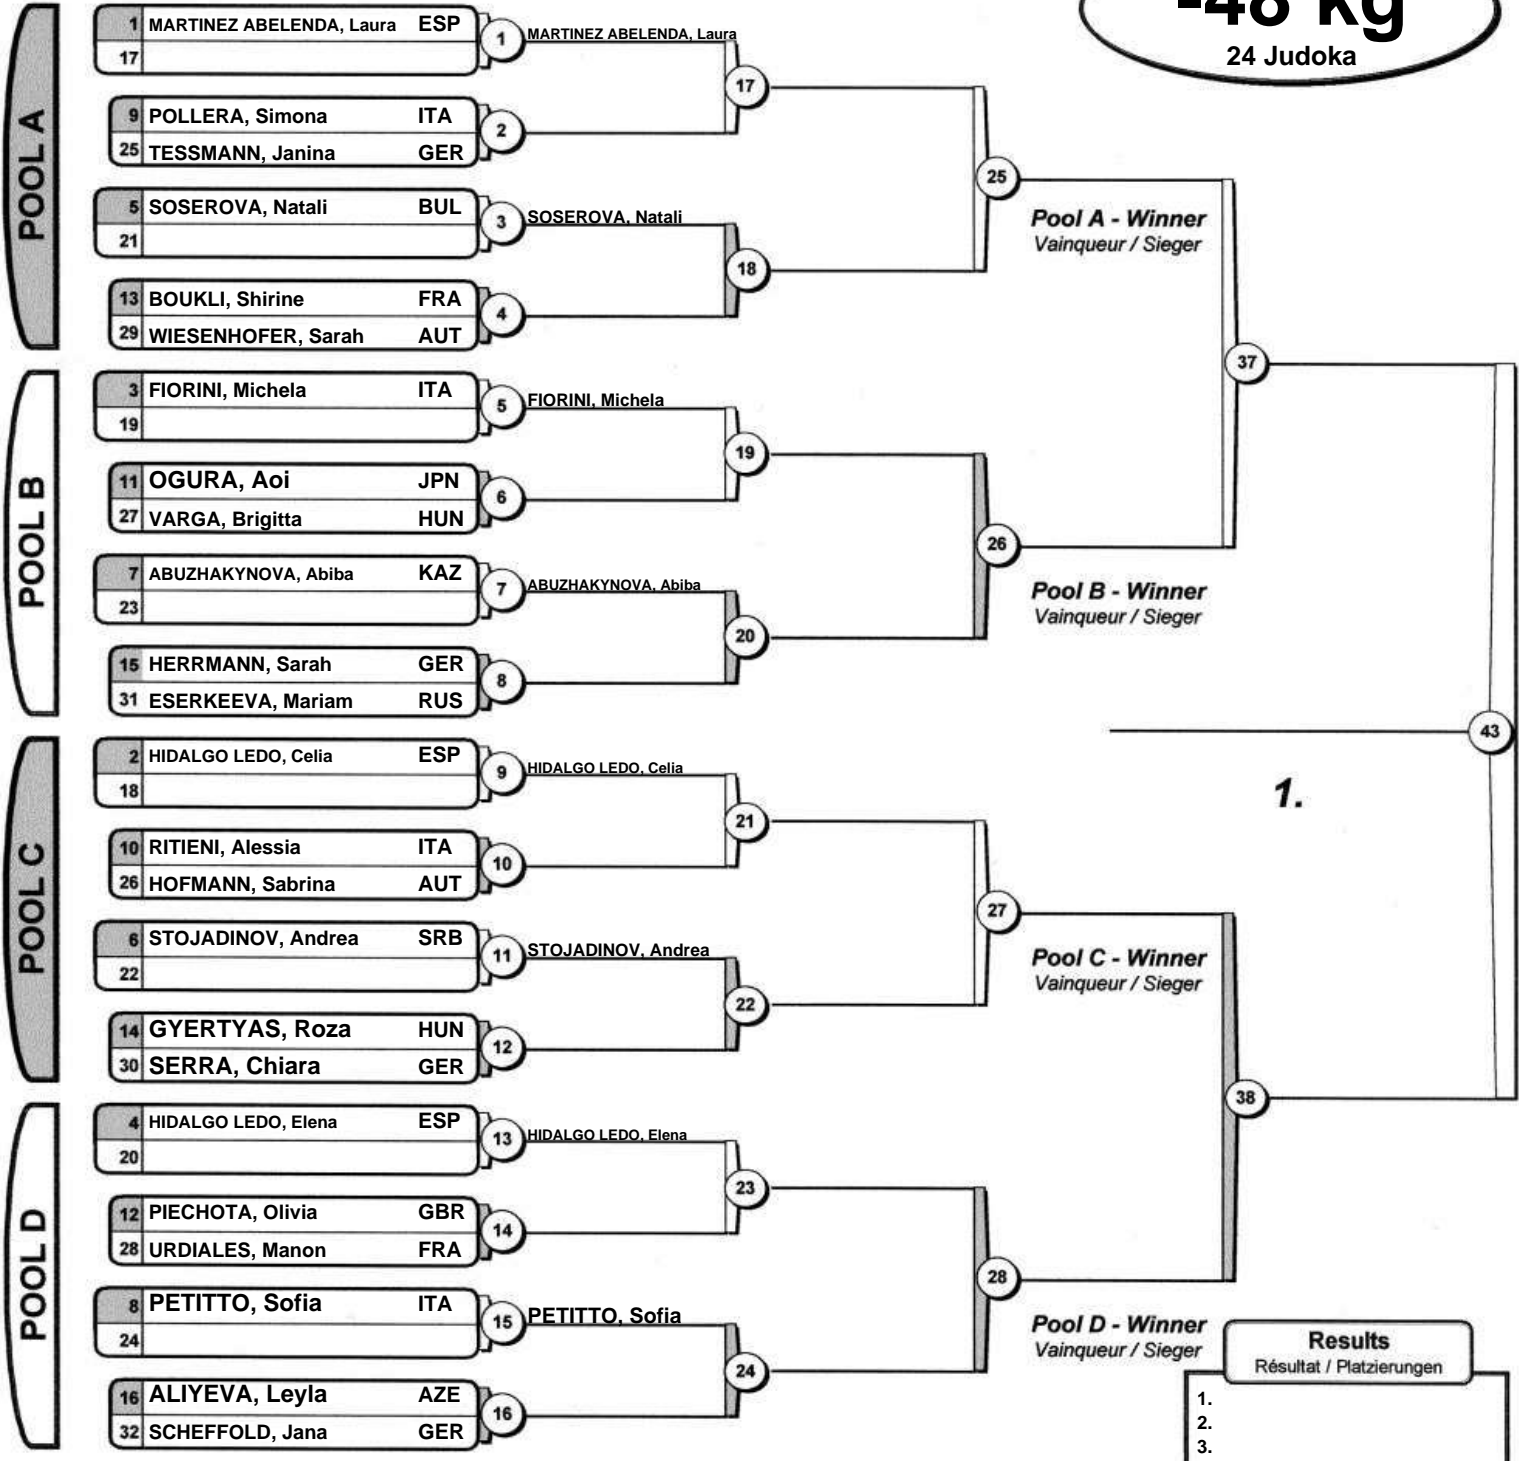 -48 kg
24 Judoka
POOL A
1 MARTINEZ ABELENDA, Laura ESP
17
1 MARTINEZ ABELENDA, Laura
17
9 POLLERA, Simona ITA
25 TESSMANN, Janina GER
2
25
5 SOSEROVA, Natali BUL
21
3 SOSEROVA, Natali
18
13 BOUKLI, Shirine FRA
29 WIESENHOFER, Sarah AUT
4
Pool A - Winner
Vainqueur / Sieger
37
POOL B
3 FIORINI, Michela ITA
19
5 FIORINI, Michela
19
11 OGURA, Aoi JPN
27 VARGA, Brigitta HUN
6
26
7 ABUZHAKYNOVA, Abiba KAZ
23
7 ABUZHAKYNOVA, Abiba
20
15 HERRMANN, Sarah GER
31 ESERKEEVA, Mariam RUS
8
Pool B - Winner
Vainqueur / Sieger
43
1.
POOL C
2 HIDALGO LEDO, Celia ESP
18
9 HIDALGO LEDO, Celia
21
10 RITIENI, Alessia ITA
26 HOFMANN, Sabrina AUT
10
27
6 STOJADINOV, Andrea SRB
22
11 STOJADINOV, Andrea
22
14 GYERTYAS, Roza HUN
30 SERRA, Chiara GER
12
Pool C - Winner
Vainqueur / Sieger
38
POOL D
4 HIDALGO LEDO, Elena ESP
20
13 HIDALGO LEDO, Elena
23
12 PIECHOTA, Olivia GBR
28 URDIALES, Manon FRA
14
28
8 PETITTO, Sofia ITA
24
15 PETITTO, Sofia
24
16 ALIYEVA, Leyla AZE
32 SCHEFFOLD, Jana GER
16
Pool D - Winner
Vainqueur / Sieger
Results
Résultat / Platzierungen
1.
2.
3.